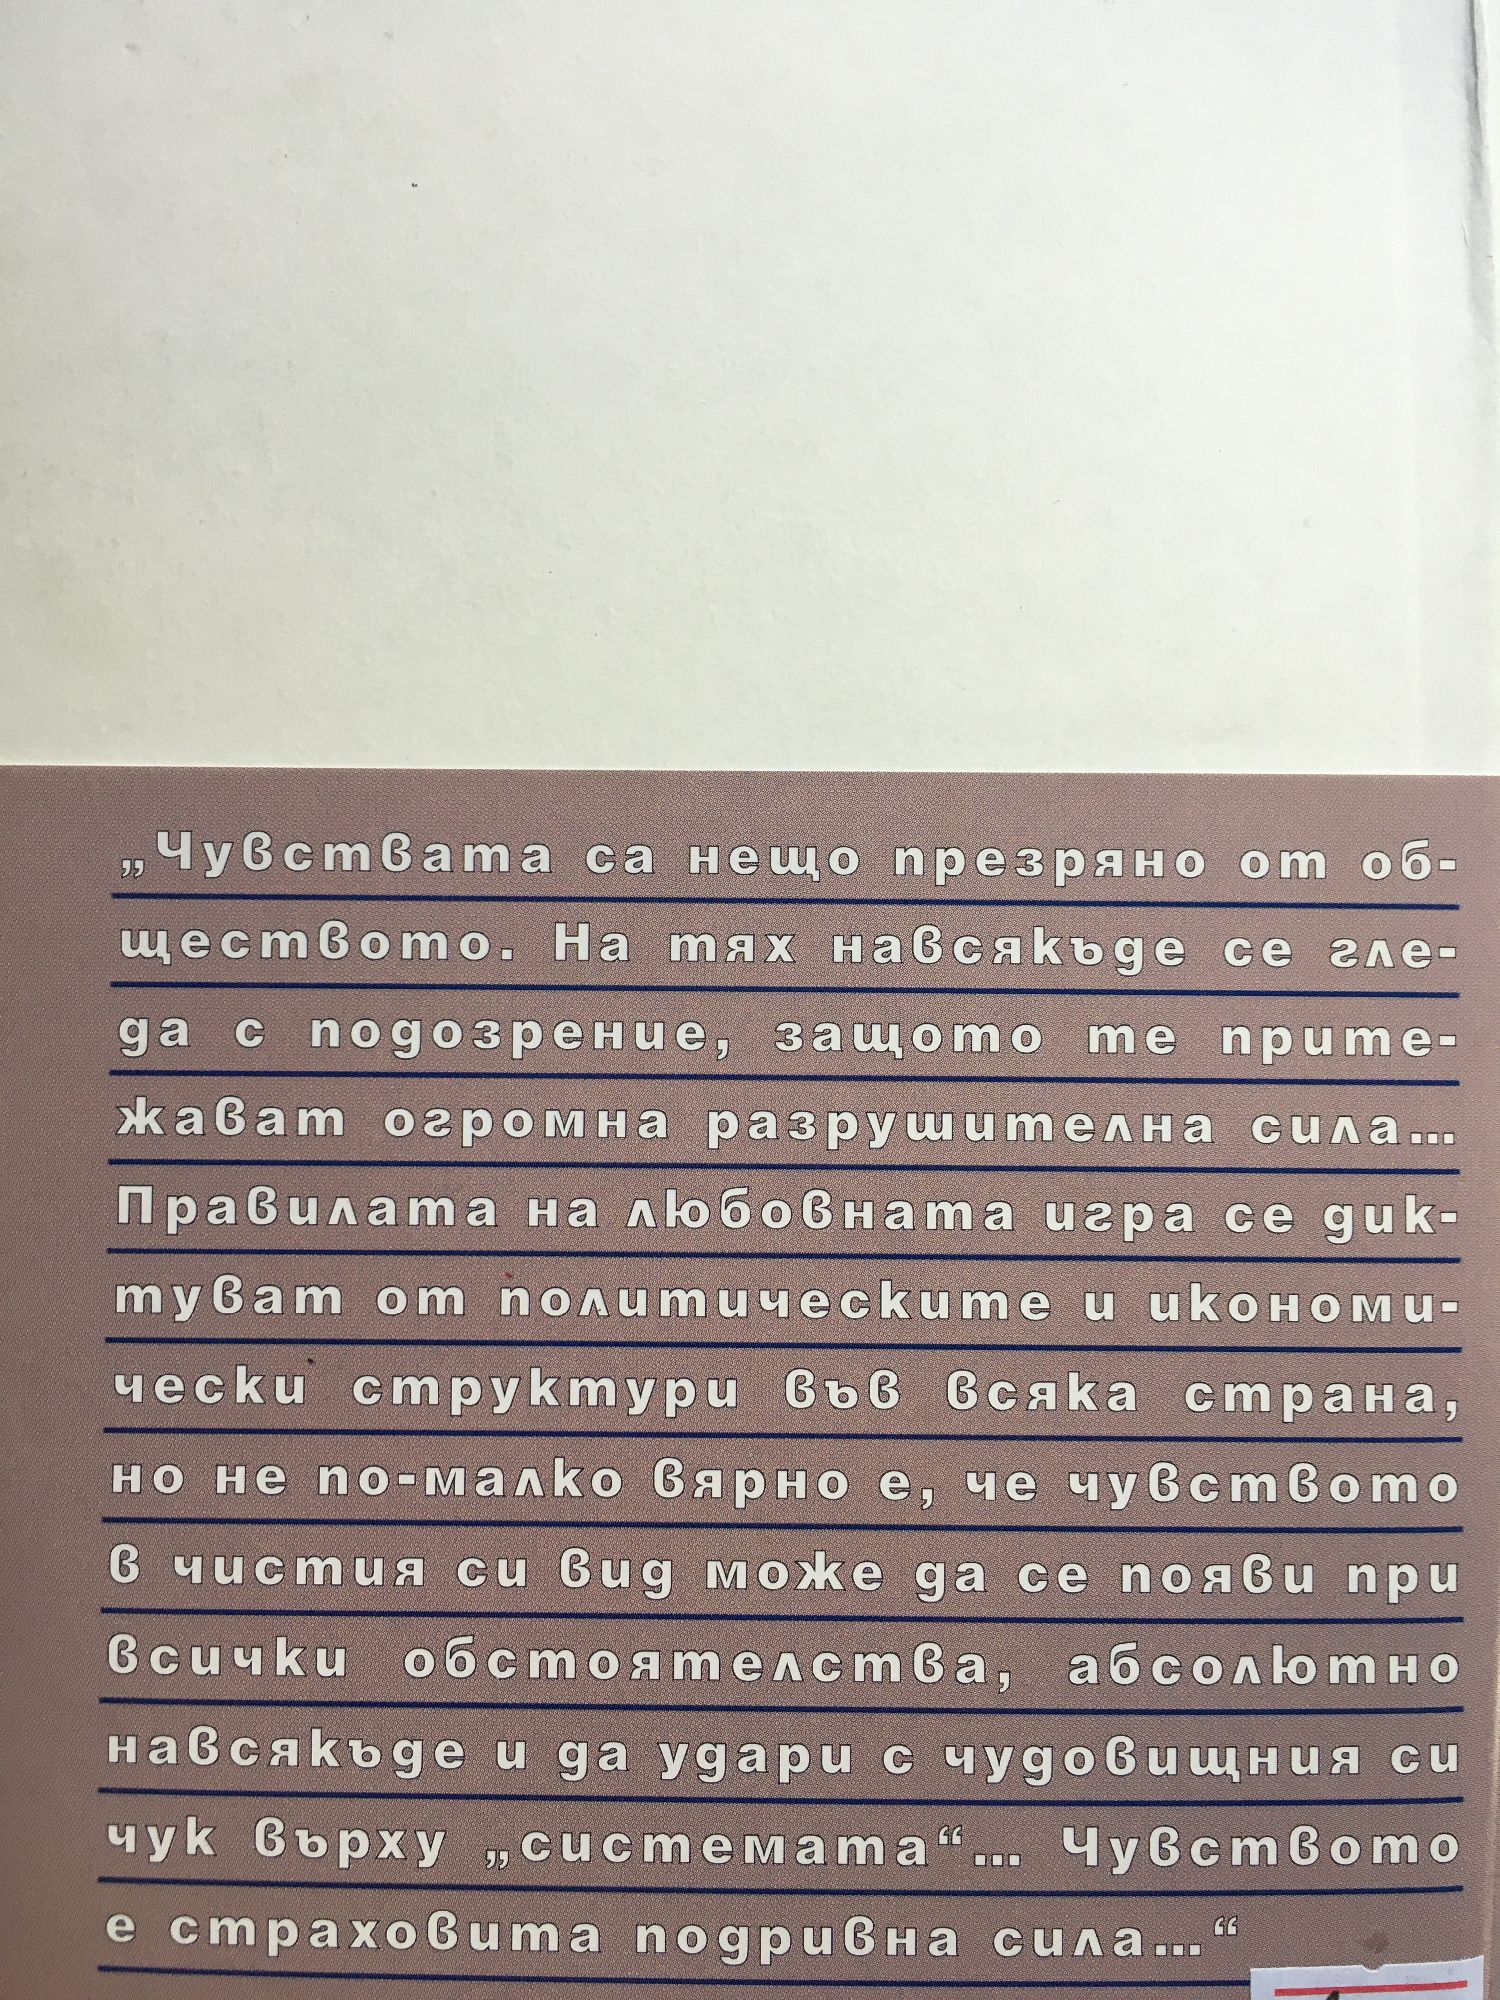 „Чувствата са нещо презряно от об-
ществото. На тях навсякъде се гле-
да с подозрение, защото те прите-
жават огромна разрушителна сила...
Правилата на любовната игра се дик-
туват от политическите и икономи-
чески структури във всяка страна,
но не по-малко вярно е, че чувството
в чистия си вид може да се появи при
всички обстоятелства, абсолютно
навсякъде и да удари с чудовищния си
чук върху „системата“... Чувството
е страховита подривна сила...“